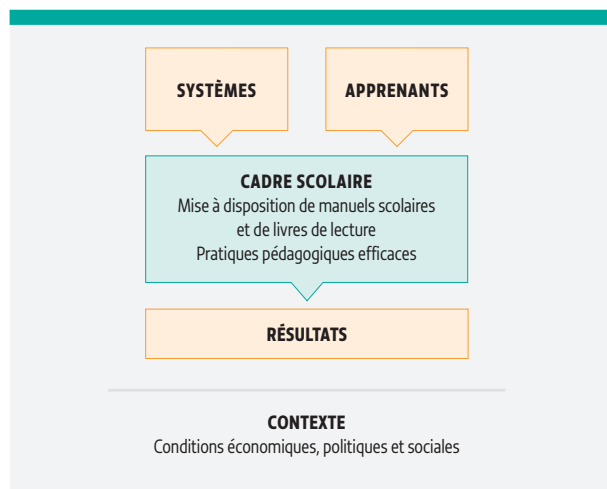 SYSTÈMES
APPRENANTS
CADRE SCOLAIRE
Mise à disposition de manuels scolaires
et de livres de lecture
Pratiques pédagogiques efficaces
RÉSULTATS
CONTEXTE
Conditions économiques, politiques et sociales